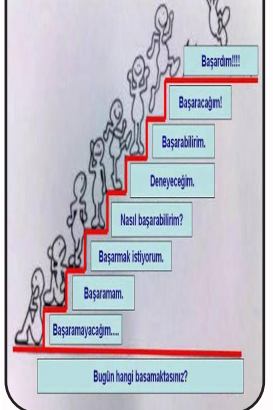 Başardım!!!!
Başaracağım!
Başarabilirim.
Deneyeceğim.
Nasıl başarabilirim?
Başarmak istiyorum.
Başaramam.
Başaramayacağım....
Bugün hangi basamaktasınız?